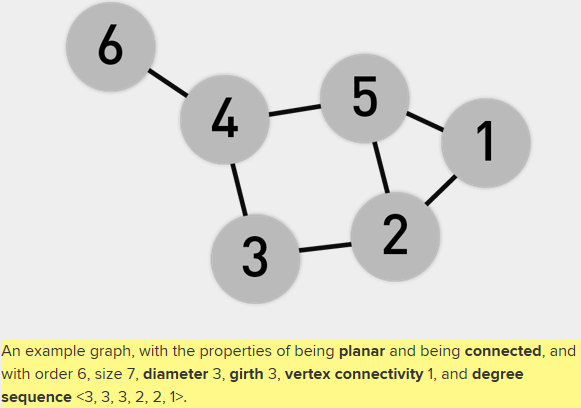 6
4
5
1
3
2
An example graph, with the properties of being planar and being connected, and
with order 6, size 7, diameter 3, girth 3, vertex connectivity 1, and degree
sequence <3, 3, 3, 2, 2, 1>.